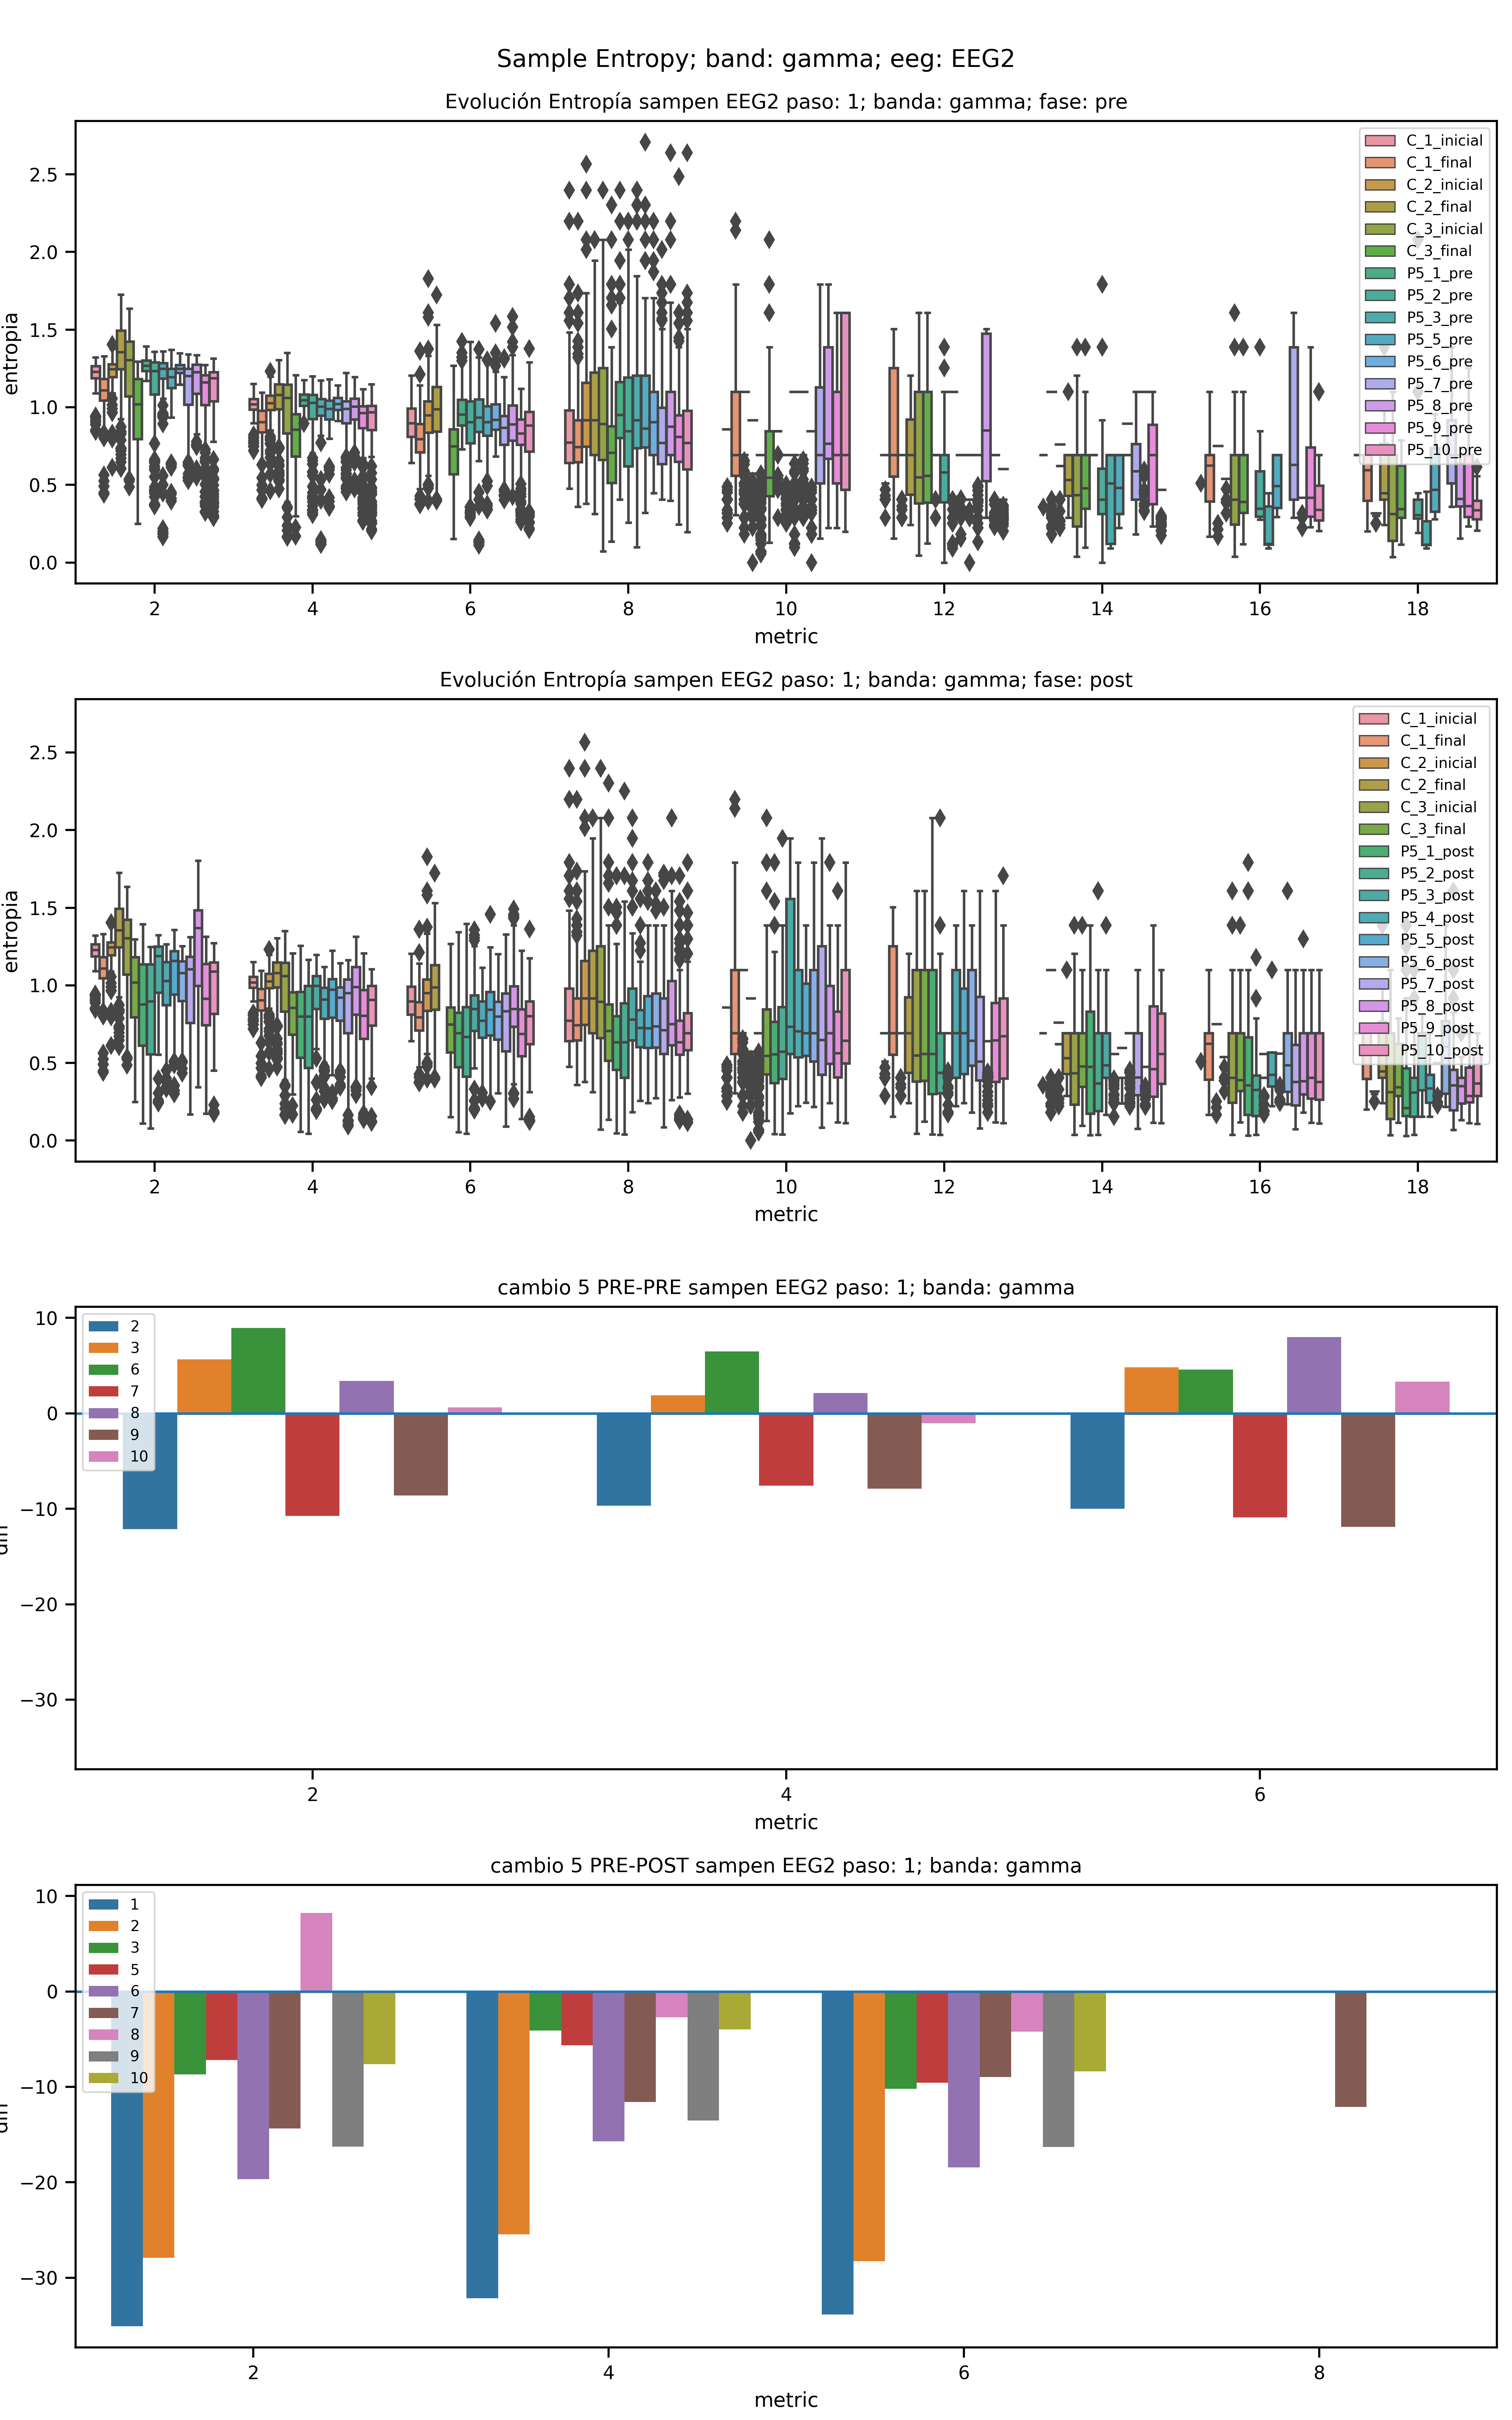 Sample Entropy; band: gamma; eeg: EEG2
Evolución Entropía sampen EEG2 paso: 1; banda: gamma; fase: pre
entropia
2.5
2.0
1.5
1.0
0.5
0.0
C_1_inicial
C_1_final
C_2_inicial
C_2_final
C_3_inicial
C_3_final
P5_1_pre
P5_2_pre
P5_3_pre
P5_5_pre
P5_6_pre
P5_7_pre
P5_8_pre
P5_9_pre
P5_10_pre
2 4 6 8 10 12 14 16 18
metric
Evolución Entropía sampen EEG2 paso: 1; banda: gamma; fase: post
entropia
2.5
2.0
1.5
1.0
0.5
0.0
C_1_inicial
C_1_final
C_2_inicial
C_2_final
C_3_inicial
C_3_final
P5_1_post
P5_2_post
P5_3_post
P5_4_post
P5_5_post
P5_6_post
P5_7_post
P5_8_post
P5_9_post
P5_10_post
2 4 6 8 10 12 14 16 18
metric
cambio 5 PRE-PRE sampen EEG2 paso: 1; banda: gamma
10
0
−10
−20
−30
2
3
6
7
8
9
10
2 4 6
metric
cambio 5 PRE-POST sampen EEG2 paso: 1; banda: gamma
10
0
−10
−20
−30
1
2
3
5
6
7
8
9
10
2 4 6 8
metric